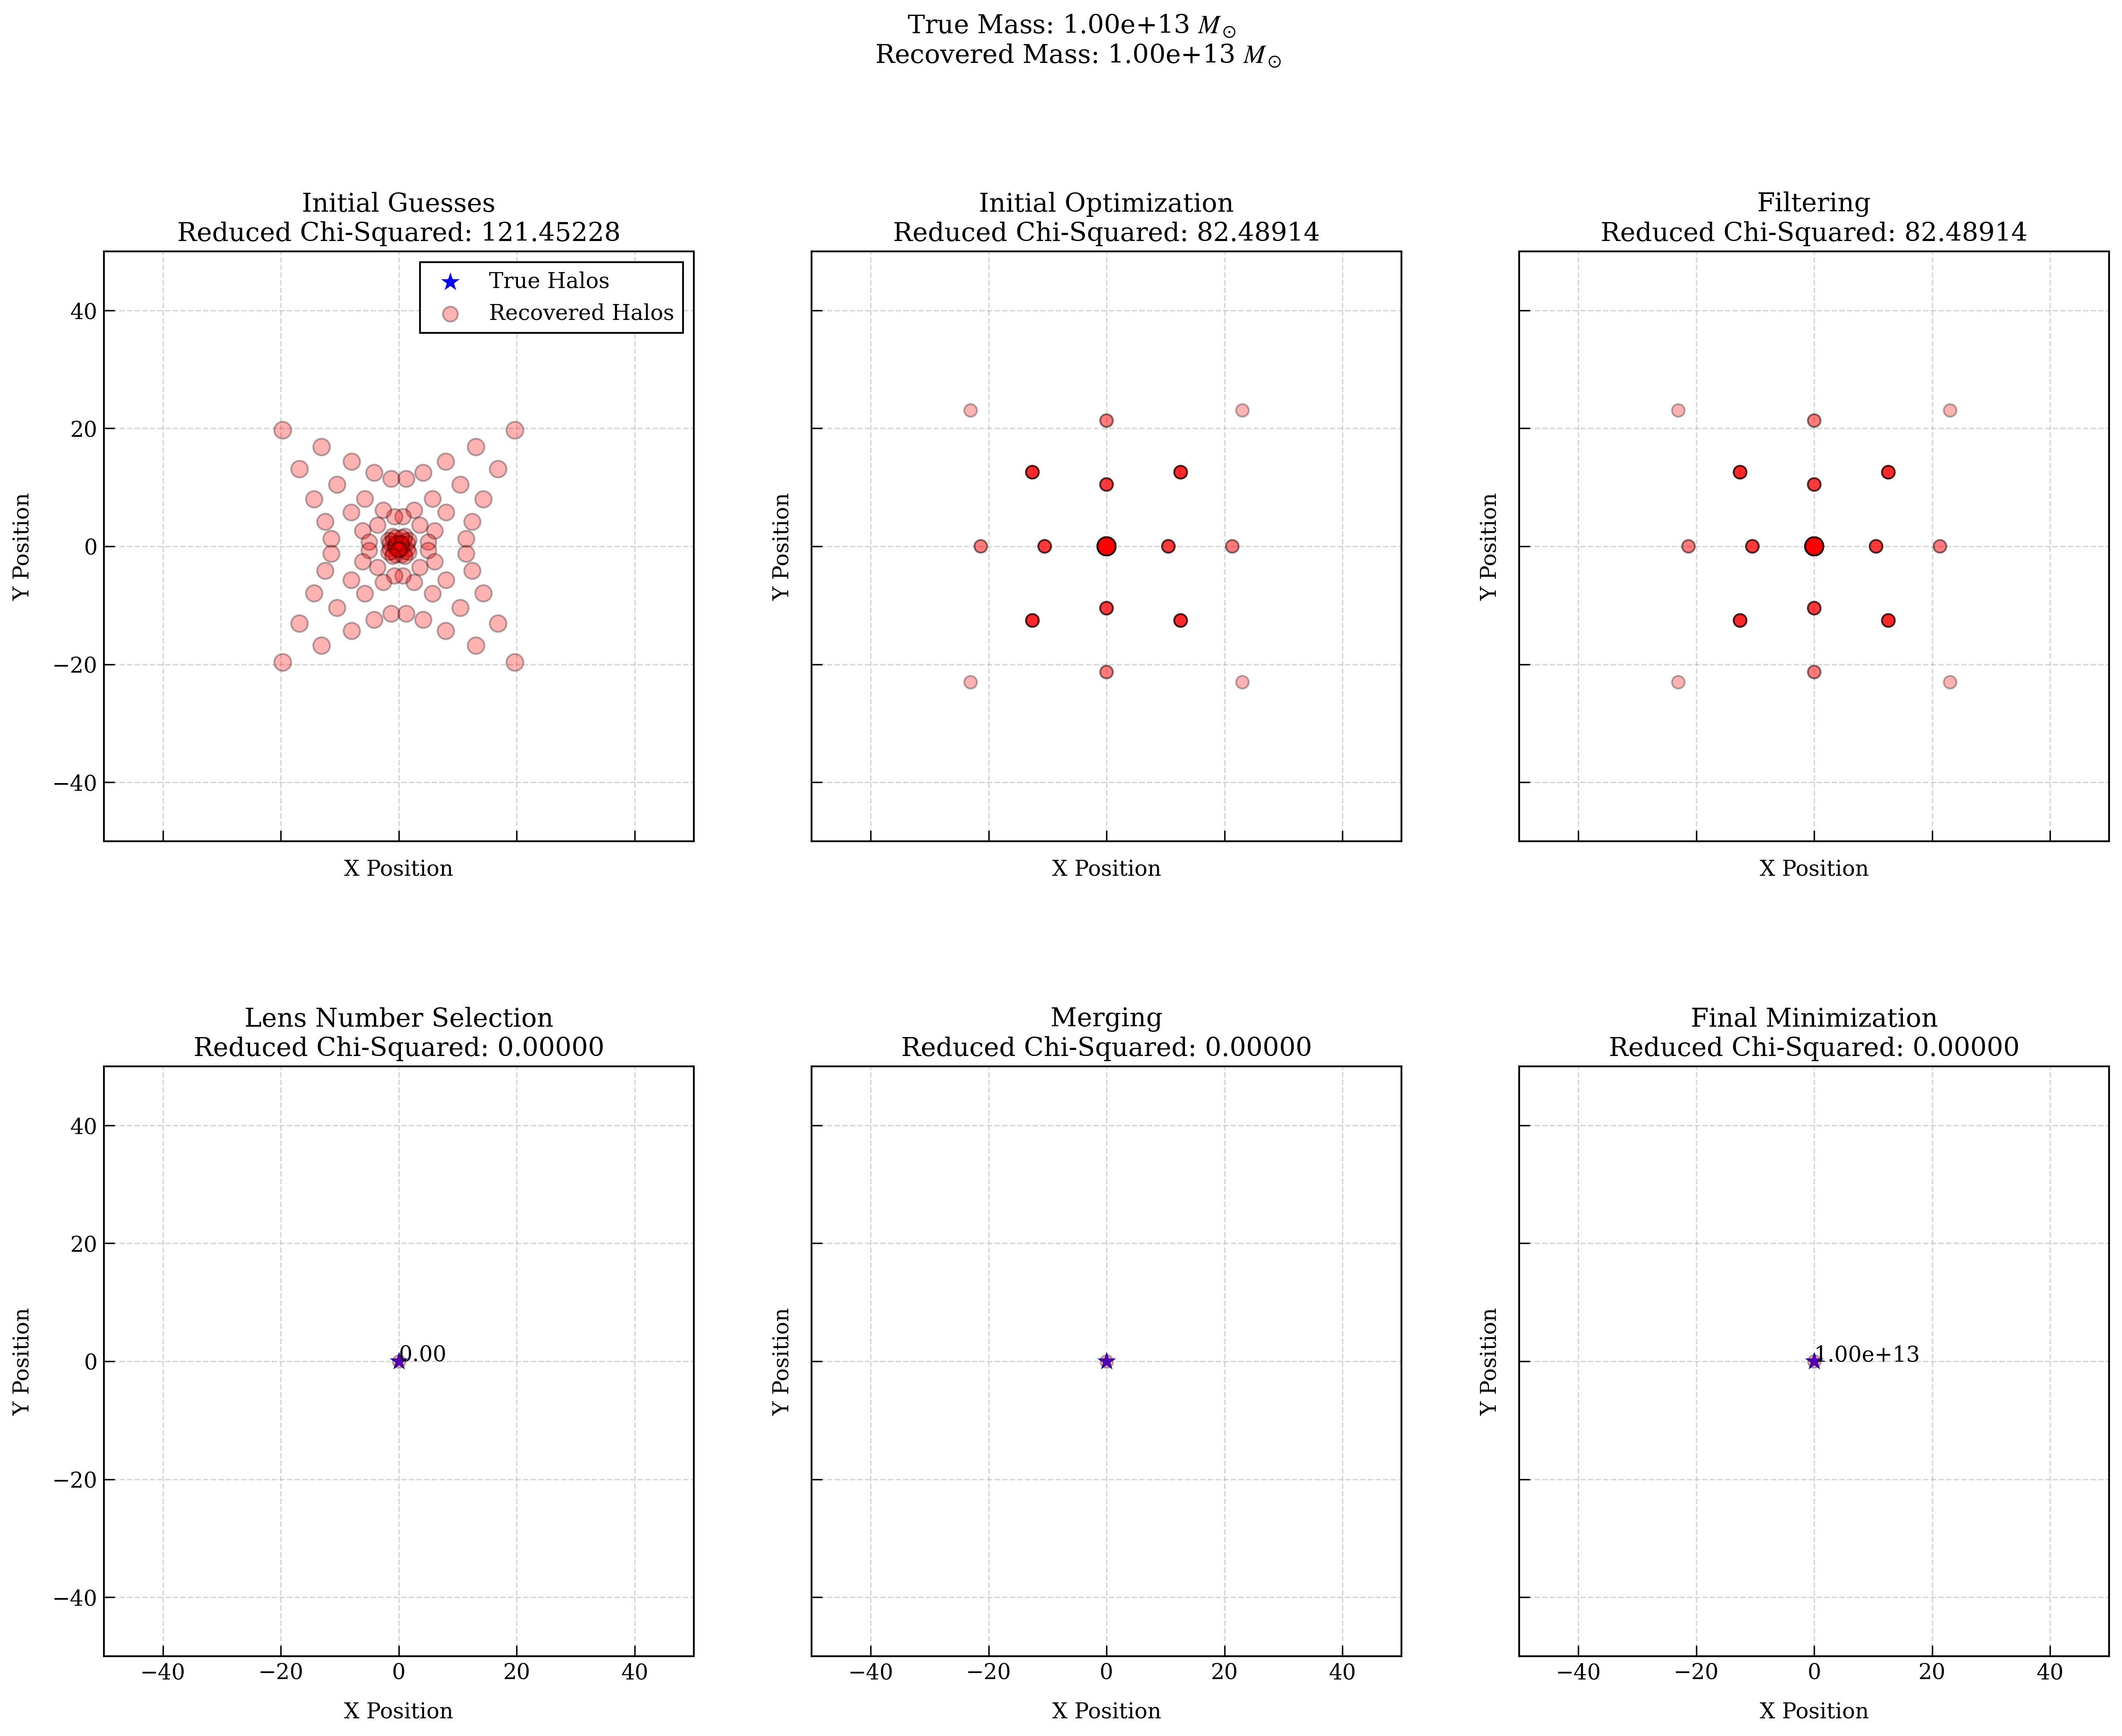 True Mass: 1.00e+13 M⊙
Recovered Mass: 1.00e+13 M⊙
Initial Guesses
Reduced Chi-Squared: 121.45228
True Halos
Recovered Halos
40
20
0
−20
−40
Y Position
X Position
Initial Optimization
Reduced Chi-Squared: 82.48914
Y Position
X Position
Filtering
Reduced Chi-Squared: 82.48914
Y Position
X Position
Lens Number Selection
Reduced Chi-Squared: 0.00000
40
20
0
−20
−40
Y Position
0.00
−40 −20 0 20 40
X Position
Merging
Reduced Chi-Squared: 0.00000
Y Position
−40 −20 0 20 40
X Position
Final Minimization
Reduced Chi-Squared: 0.00000
Y Position
1.00e+13
−40 −20 0 20 40
X Position